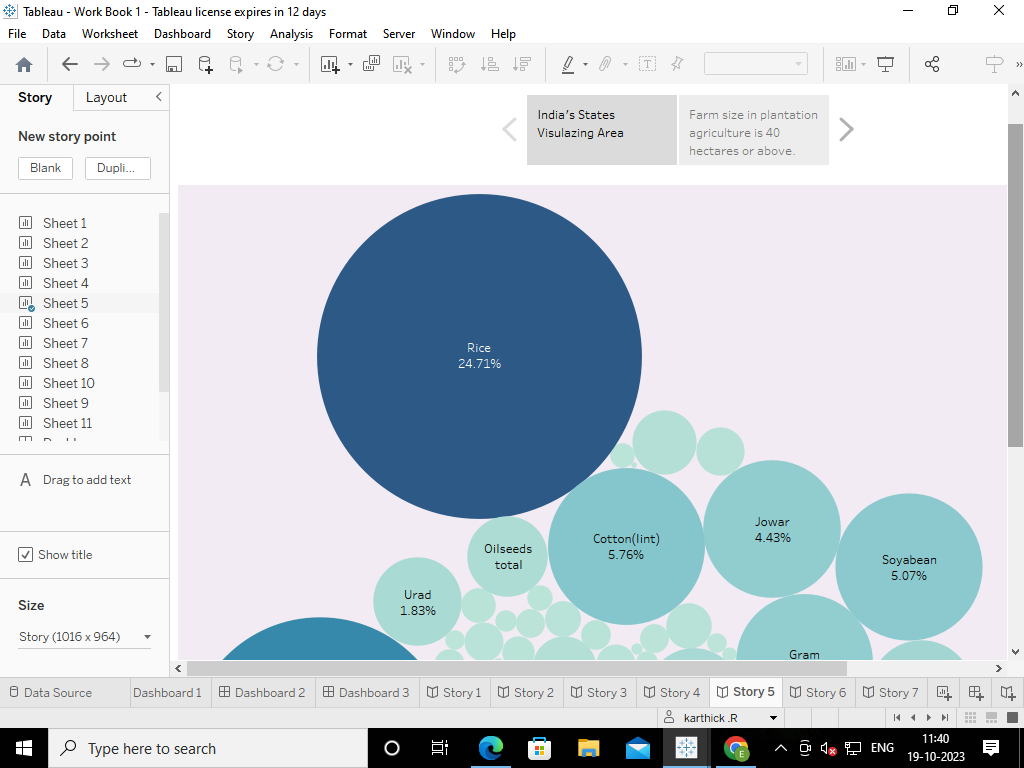 Tableau - Work Book 1 - Tableau license expires in 12 days
File Data Worksheet Dashboard Story Analysis Format Server Window Help
Story Layout
New story point
Blank Dupli...
Sheet 1
Sheet 2
Sheet 3
Sheet 4
Sheet 5
Sheet 6
Sheet 7
Sheet 8
Sheet 10
Sheet 9
Sheet 11
A Drag to add text
Show title
Size
Story (1016 x 964)
India's States
Visulazing Area
Farm size in plantation
agriculture is 40
hectares or above.
Rice
24.71%
Cotton(lint)
5.76%
Jowar
4.43%
Soyabean
5.07%
Oilseeds
total
Urad
1.83%
Gram
Data Source Dashboard 1 Dashboard 2 Dashboard 3 Story 1 Story 2 Story 3 Story 4 Story 5 Story 6 Story 7
karthick .R
Type here to search
E
ENG
11:40
19-10-2023